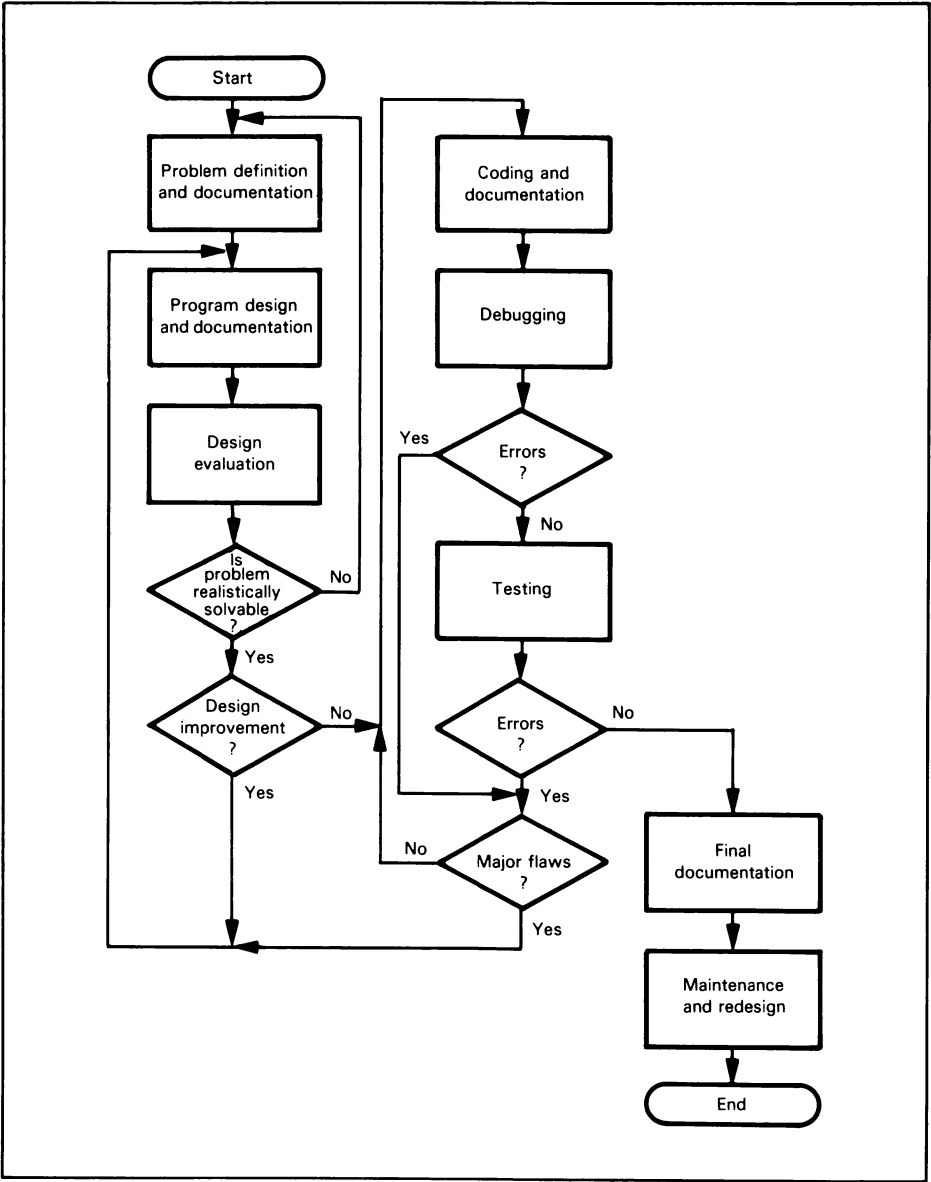 Start
Problem definition
and documentation
Program design
and documentation
Design
evaluation
Is
problem
realistically
solvable
?
No
Yes
Design
improvement
?
No
Yes
Coding and
documentation
Debugging
Errors
?
Yes
No
Testing
Errors
?
No
Yes
Major flaws
?
No
Yes
Final
documentation
Maintenance
and redesign
End